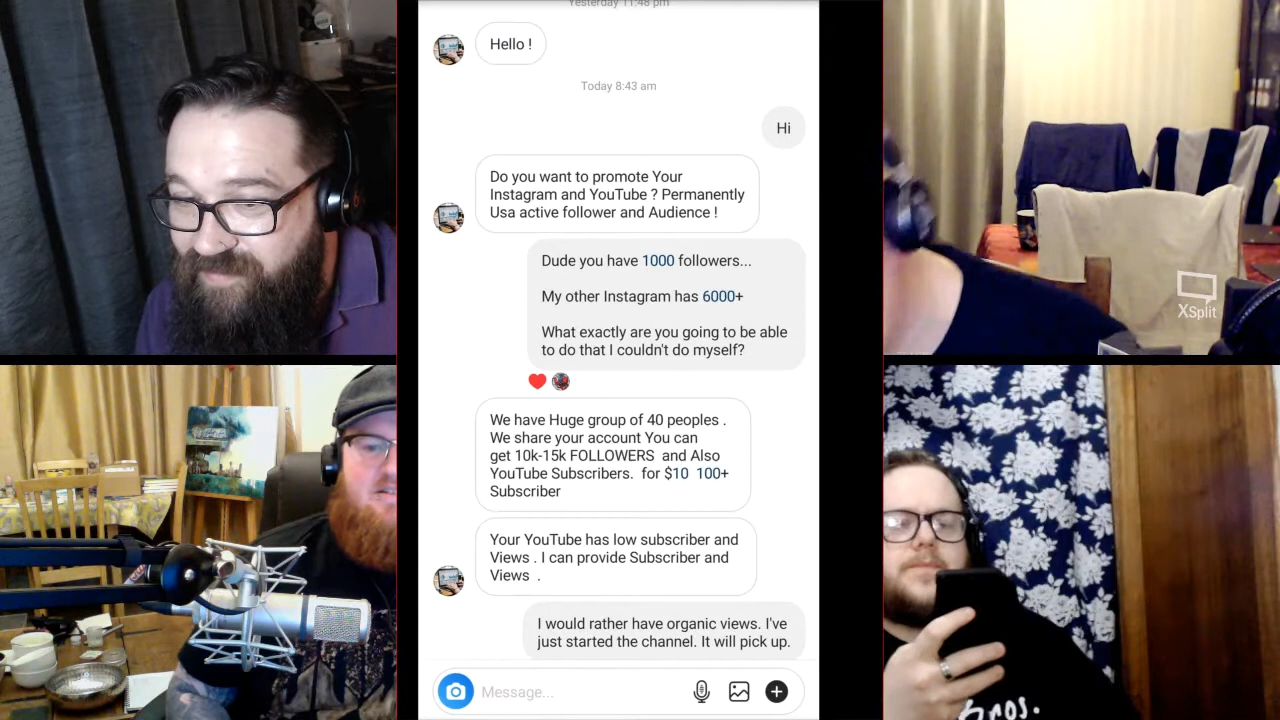 Yesterday 11:48 pm
Hello !
Today 8:43 am
Hi
Do you want to promote Your
Instagram and YouTube ? Permanently
Usa active follower and Audience !
Dude you have 1000 followers...
My other Instagram has 6000+
What exactly are you going to be able
to do that I couldn't do myself?
We have Huge group of 40 peoples .
We share your account You can
get 10k-15k FOLLOWERS and Also
YouTube Subscribers. for $10 100+
Subscriber
Your YouTube has low subscriber and
Views . I can provide Subscriber and
Views .
I would rather have organic views. I've
just started the channel. It will pick up.
Message...
XSplit
Bros.